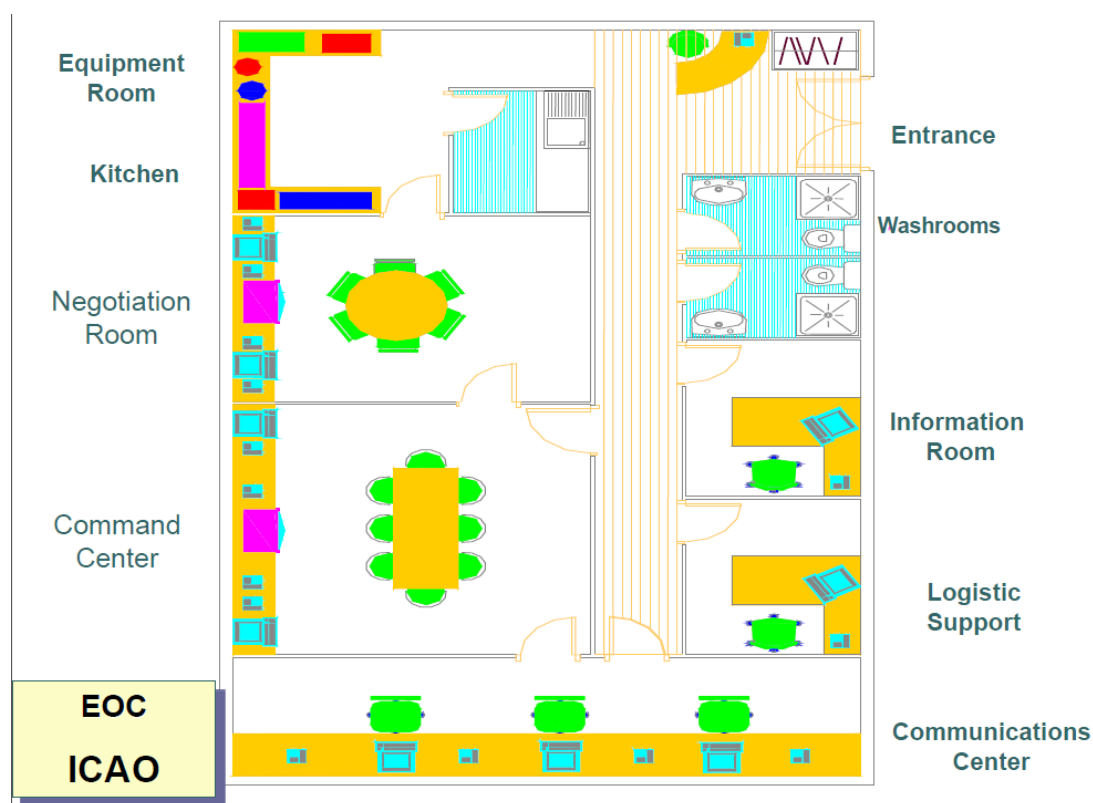 Equipment
Room
Kitchen
Negotiation
Room
Command
Center
EOC
ICAO
Entrance
Washrooms
Information
Room
Logistic
Support
Communications
Center